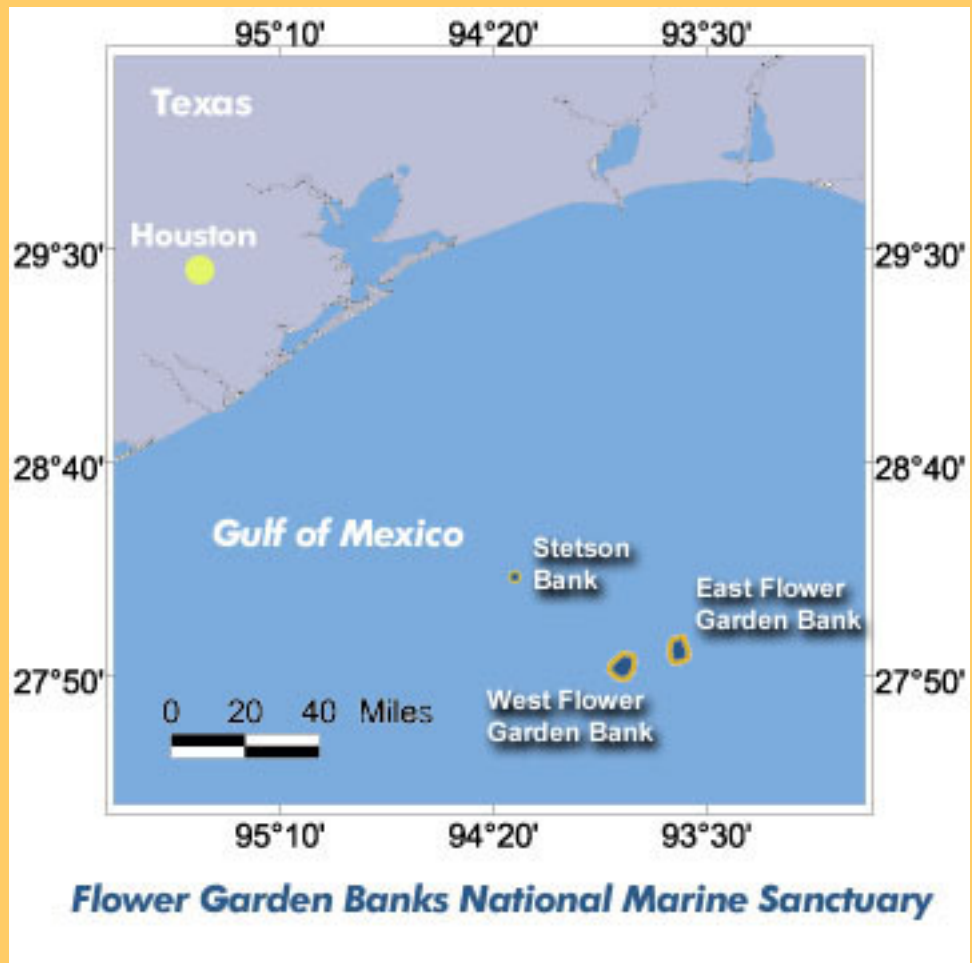 95°10' 94°20' 93°30'
Texas
Houston
29°30' 29°30'
28°40' 28°40'
Gulf of Mexico
Stetson
Bank
East Flower
Garden Bank
27°50' 27°50'
West Flower
Garden Bank
0 20 40 Miles
95°10' 94°20' 93°30'
Flower Garden Banks National Marine Sanctuary